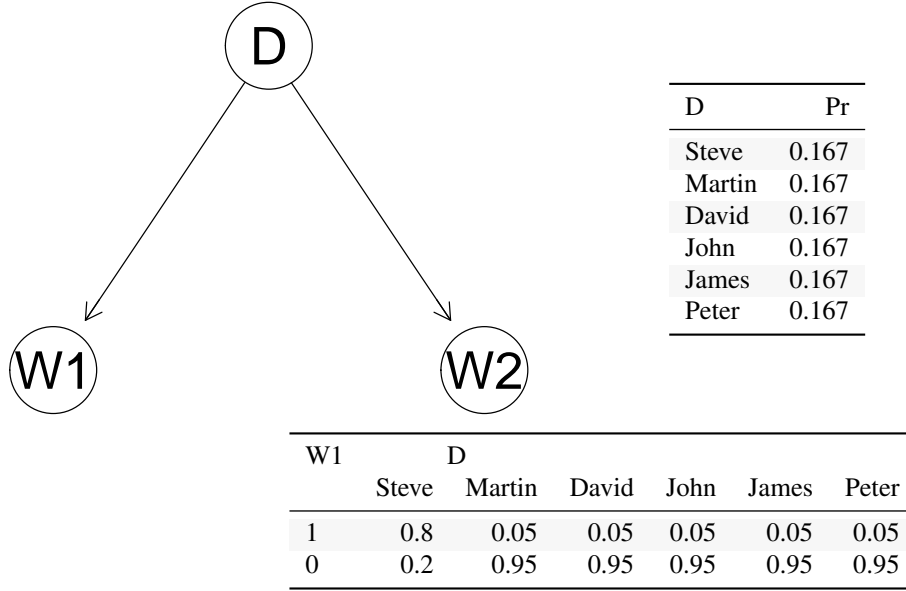 D
D Pr
Steve 0.167
Martin 0.167
David 0.167
John 0.167
James 0.167
Peter 0.167
W1 W2
W1 D
Steve Martin David John James Peter
1 0.8 0.05 0.05 0.05 0.05 0.05
0 0.2 0.95 0.95 0.95 0.95 0.95